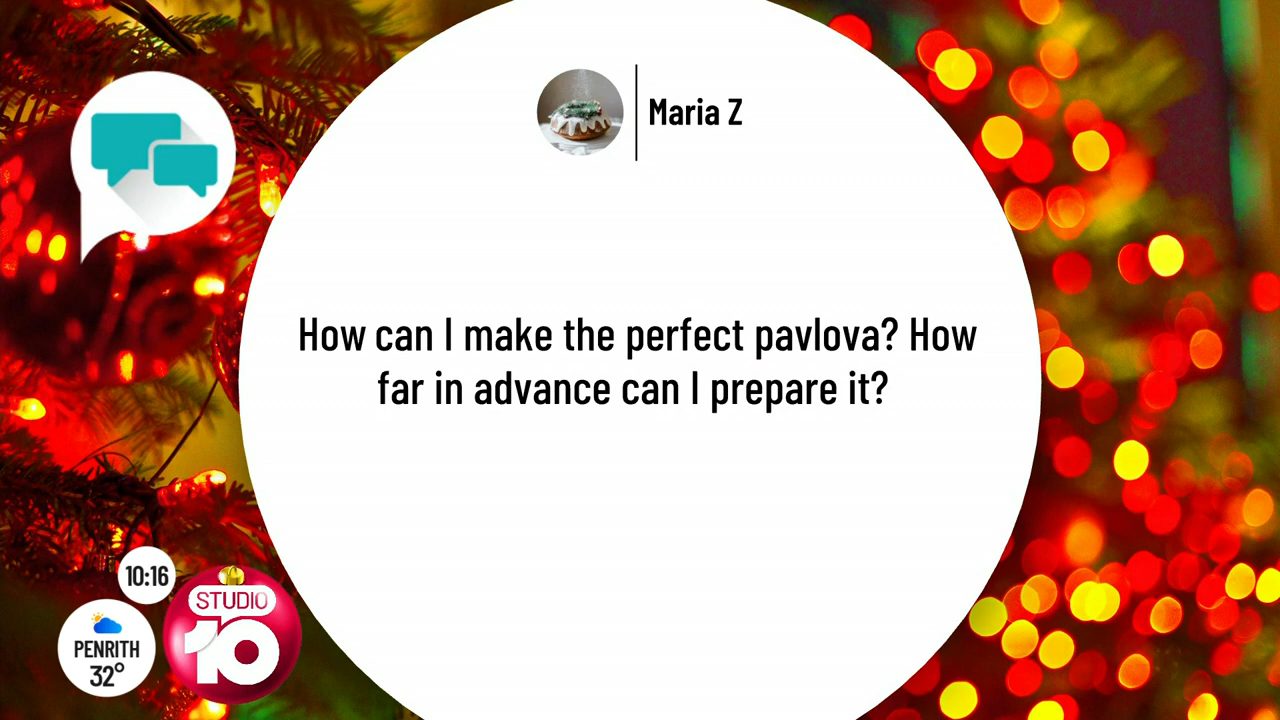 Maria Z
How can I make the perfect pavlova? How
far in advance can I prepare it?
10:16
PENRITH
32°
STUDIO
10